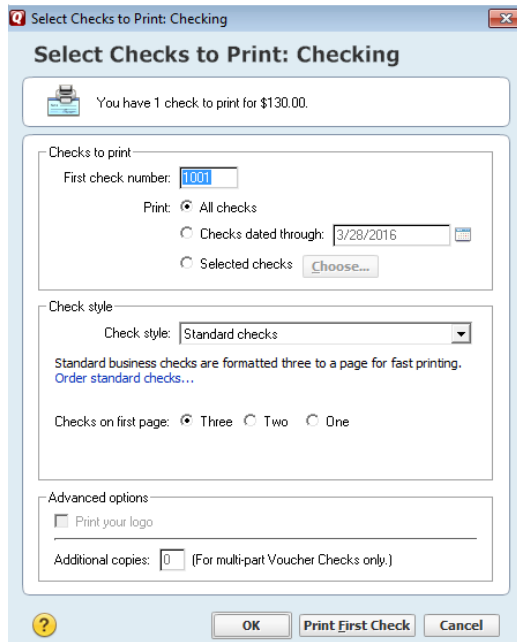 Select Checks to Print: Checking
Select Checks to Print: Checking
You have 1 check to print for $130.00.
Checks to print
First check number: 1001
Print: All checks
Checks dated through: 3/28/2016
Selected checks Choose...
Check style
Check style: Standard checks
Standard business checks are formatted three to a page for fast printing.
Order standard checks...
Checks on first page: Three Two One
Advanced options
Print your logo
Additional copies: 0 (For multi-part Voucher Checks only.)
? OK Print First Check Cancel